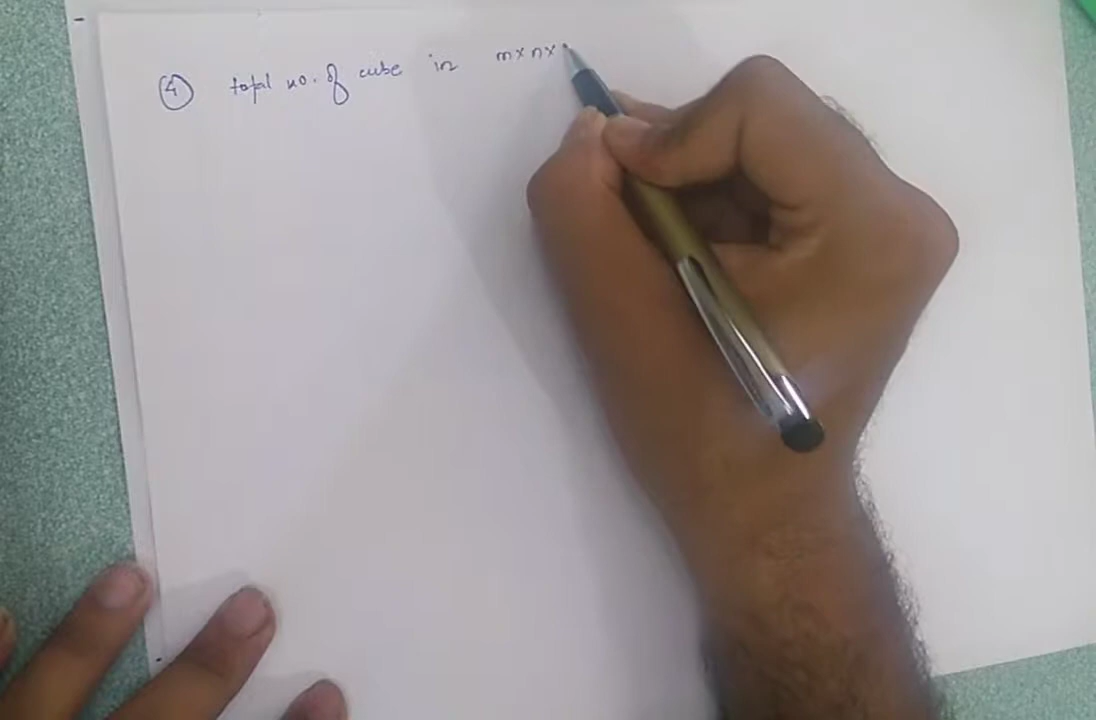 ④ total no. of cube in m×n×